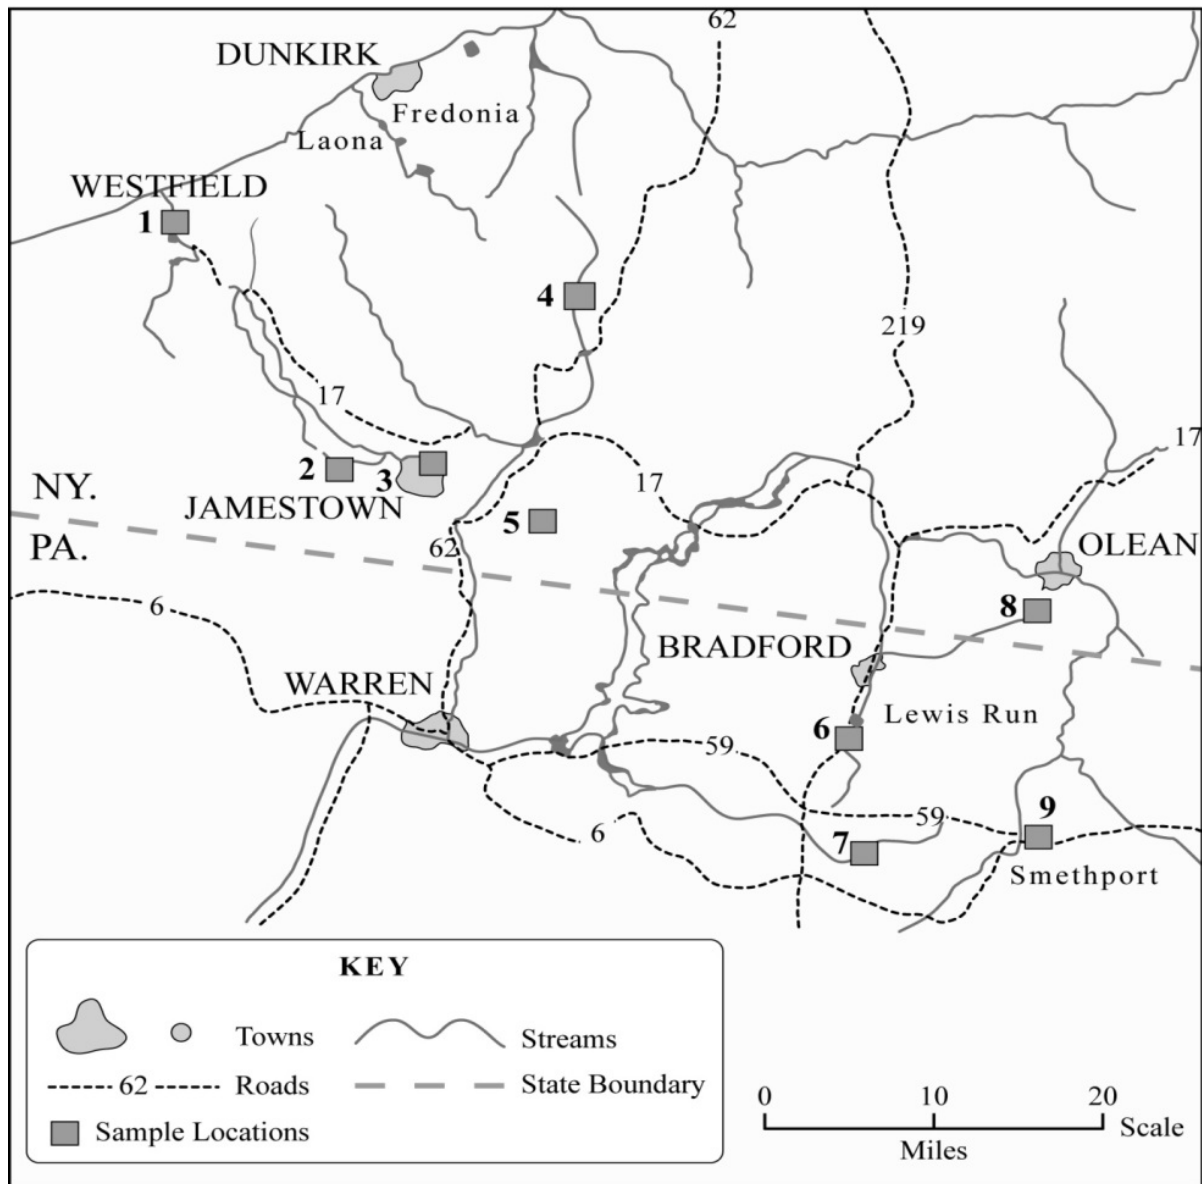 62
DUNKIRK
Fredonia
Laona
WESTFIELD
1
4
219
17
17
2
3
JAMESTOWN
NY.
PA.
17
5
62
OLEAN
8
6
BRADFORD
WARREN
Lewis Run
6
59
59
9
6
7
Smethport
KEY
Towns
Streams
62
Roads
State Boundary
Sample Locations
0 10 20
Scale
Miles